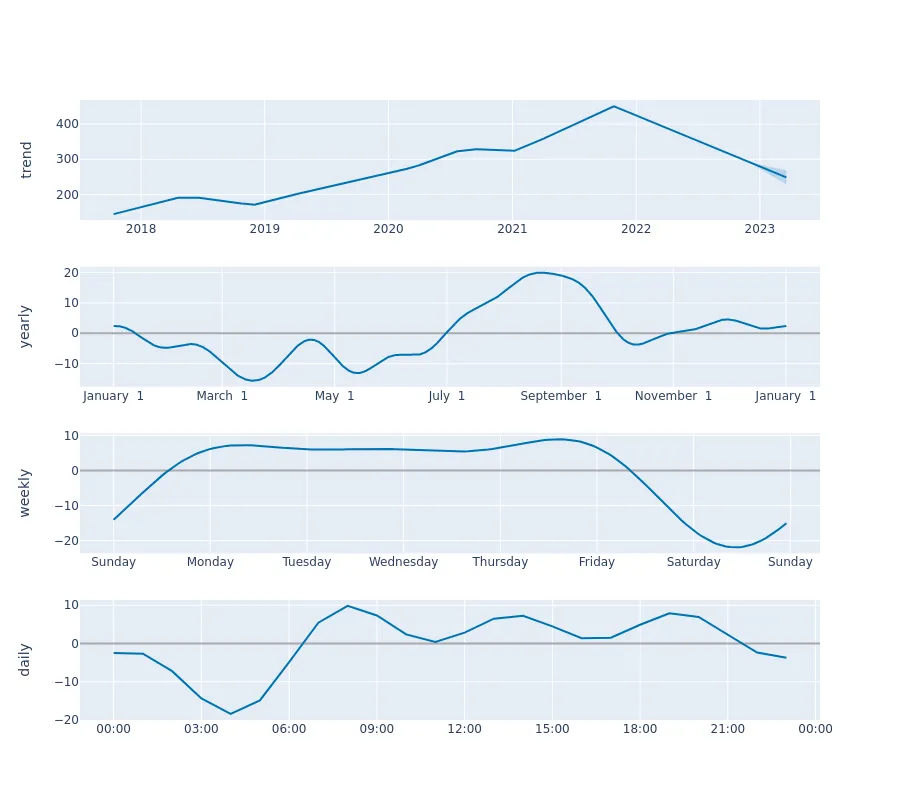 trend
400
300
200
2018 2019 2020 2021 2022 2023
yearly
20
10
0
−10
January 1 March 1 May 1 July 1 September 1 November 1 January 1
weekly
10
0
−10
−20
Sunday Monday Tuesday Wednesday Thursday Friday Saturday Sunday
daily
10
0
−10
−20
00:00 03:00 06:00 09:00 12:00 15:00 18:00 21:00 00:00